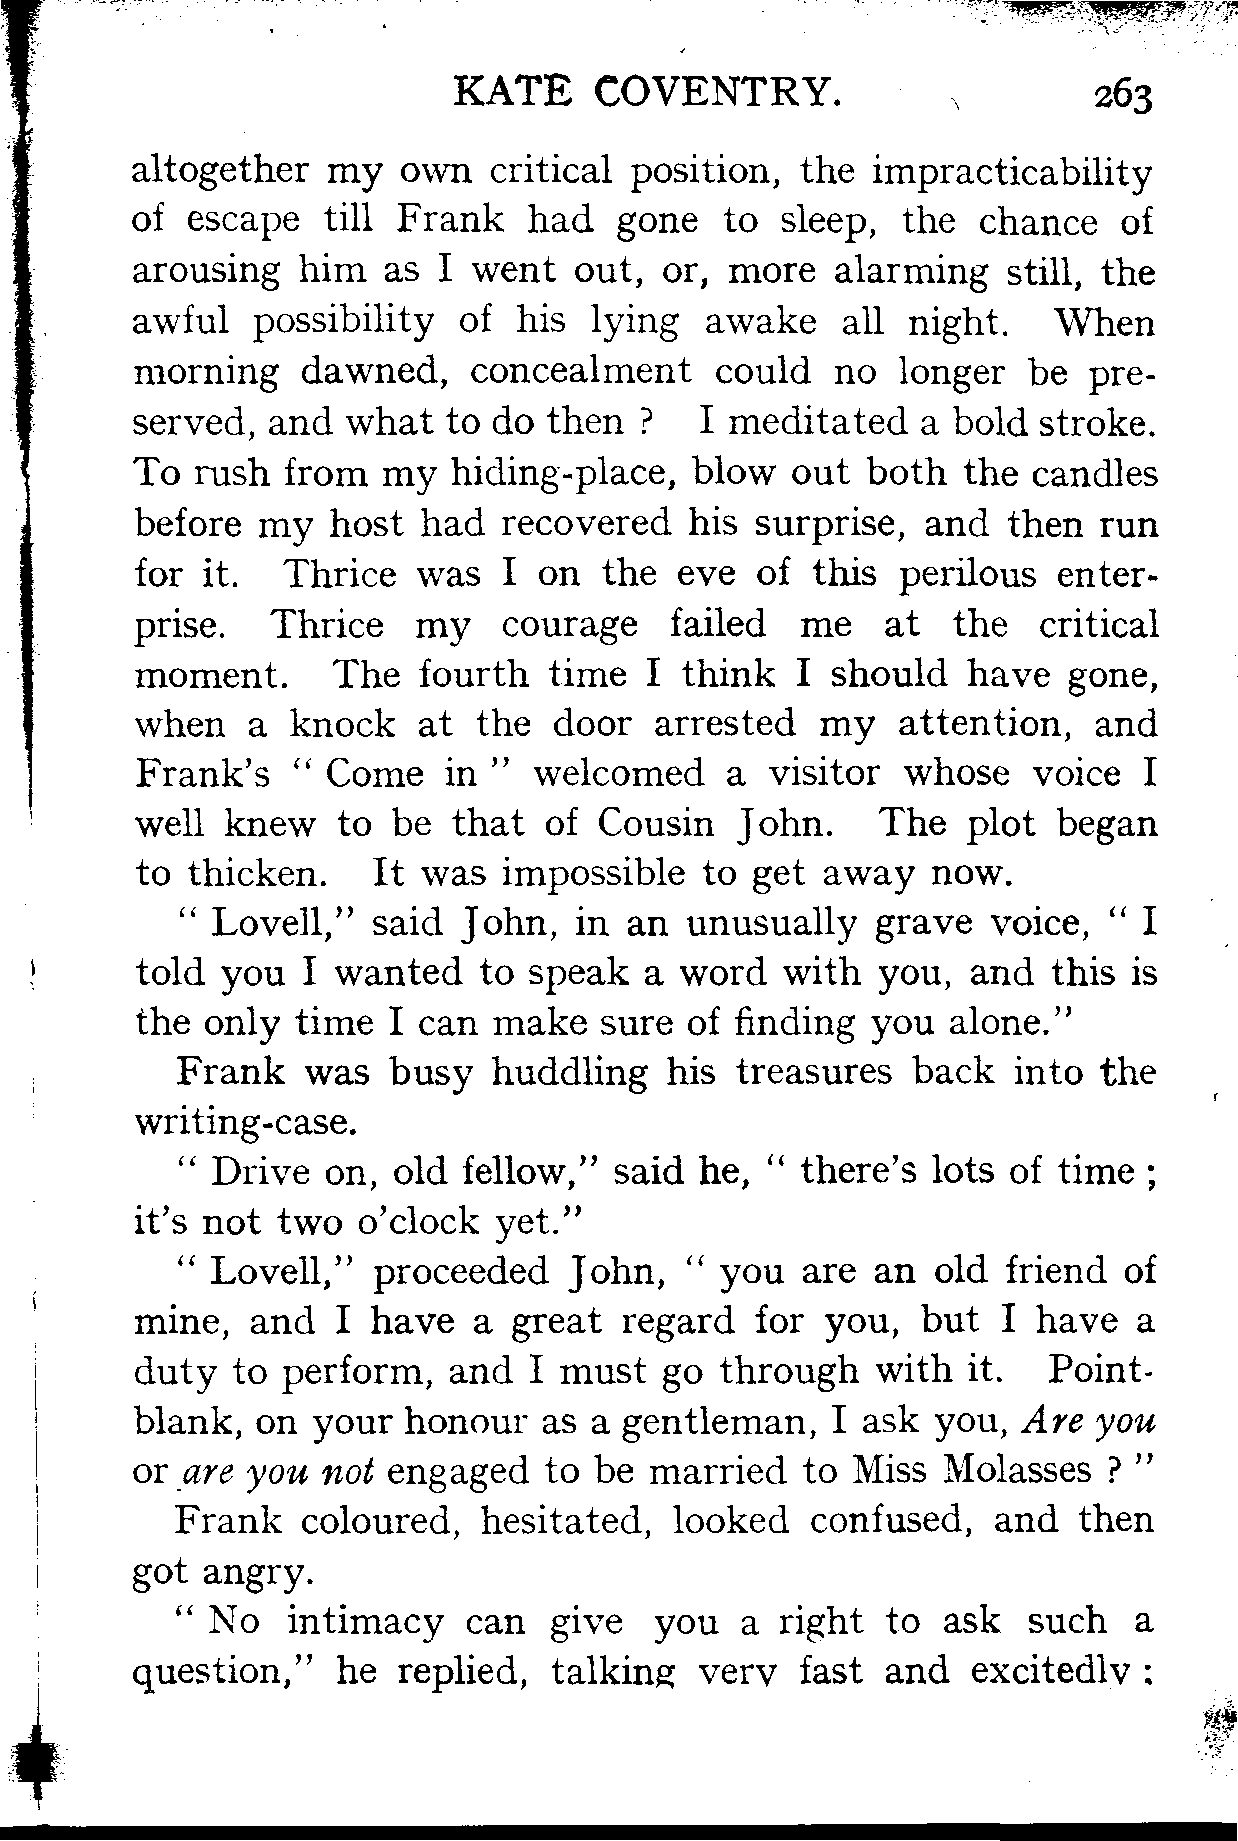 KATE COVENTRY. 263
altogether my own critical position, the impracticability
of escape till Frank had gone to sleep, the chance of
arousing him as I went out, or, more alarming still, the
awful possibility of his lying awake all night. When
morning dawned, concealment could no longer be pre-
served, and what to do then ? I meditated a bold stroke.
To rush from my hiding-place, blow out both the candles
before my host had recovered his surprise, and then run
for it. Thrice was I on the eve of this perilous enter-
prise. Thrice my courage failed me at the critical
moment. The fourth time I think I should have gone,
when a knock at the door arrested my attention, and
Frank's “ Come in ” welcomed a visitor whose voice I
well knew to be that of Cousin John. The plot began
to thicken. It was impossible to get away now.
“ Lovell,” said John, in an unusually grave voice, “ I
told you I wanted to speak a word with you, and this is
the only time I can make sure of finding you alone.”
Frank was busy huddling his treasures back into the
writing-case.
“ Drive on, old fellow,” said he, “ there's lots of time ;
it's not two o'clock yet.”
“ Lovell,” proceeded John, “ you are an old friend of
mine, and I have a great regard for you, but I have a
duty to perform, and I must go through with it. Point-
blank, on your honour as a gentleman, I ask you, Are you
or are you not engaged to be married to Miss Molasses ? ”
Frank coloured, hesitated, looked confused, and then
got angry.
“ No intimacy can give you a right to ask such a
question,” he replied, talking very fast and excitedly ;